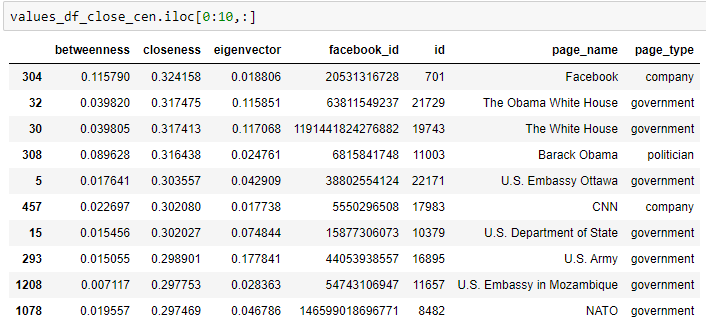 values_df_close_cen.iloc[0:10,:]
betweenness closeness eigenvector facebook_id id page_name page_type
304 0.115790 0.324158 0.018806 20531316728 701 Facebook company
32 0.039820 0.317475 0.115851 63811549237 21729 The Obama White House government
30 0.039805 0.317413 0.117068 1191441824276882 19743 The White House government
308 0.089628 0.316438 0.024761 6815841748 11003 Barack Obama politician
5 0.017641 0.303557 0.042909 38802554124 22171 U.S. Embassy Ottawa government
457 0.022697 0.302080 0.017738 5550296508 17983 CNN company
15 0.015456 0.302027 0.074844 15877306073 10379 U.S. Department of State government
293 0.015055 0.298901 0.177841 44053938557 16895 U.S. Army government
1208 0.007117 0.297753 0.028363 54743106947 11657 U.S. Embassy in Mozambique government
1078 0.019557 0.297469 0.046786 146599018696771 8482 NATO government